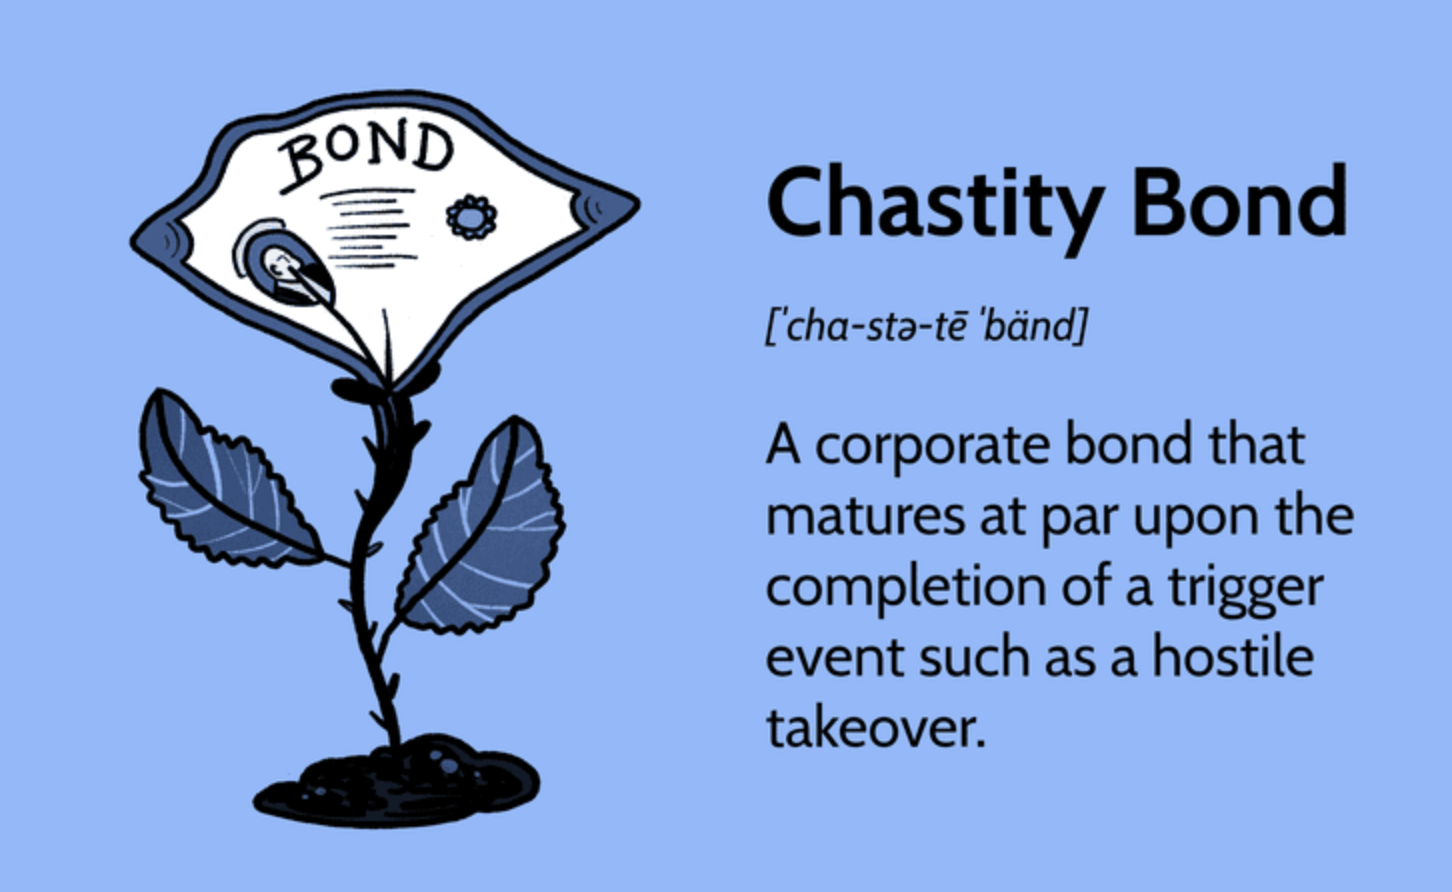 BOND
Chastity Bond
[ˈcha-stə-tē ˈbänd]
A corporate bond that
matures at par upon the
completion of a trigger
event such as a hostile
takeover.